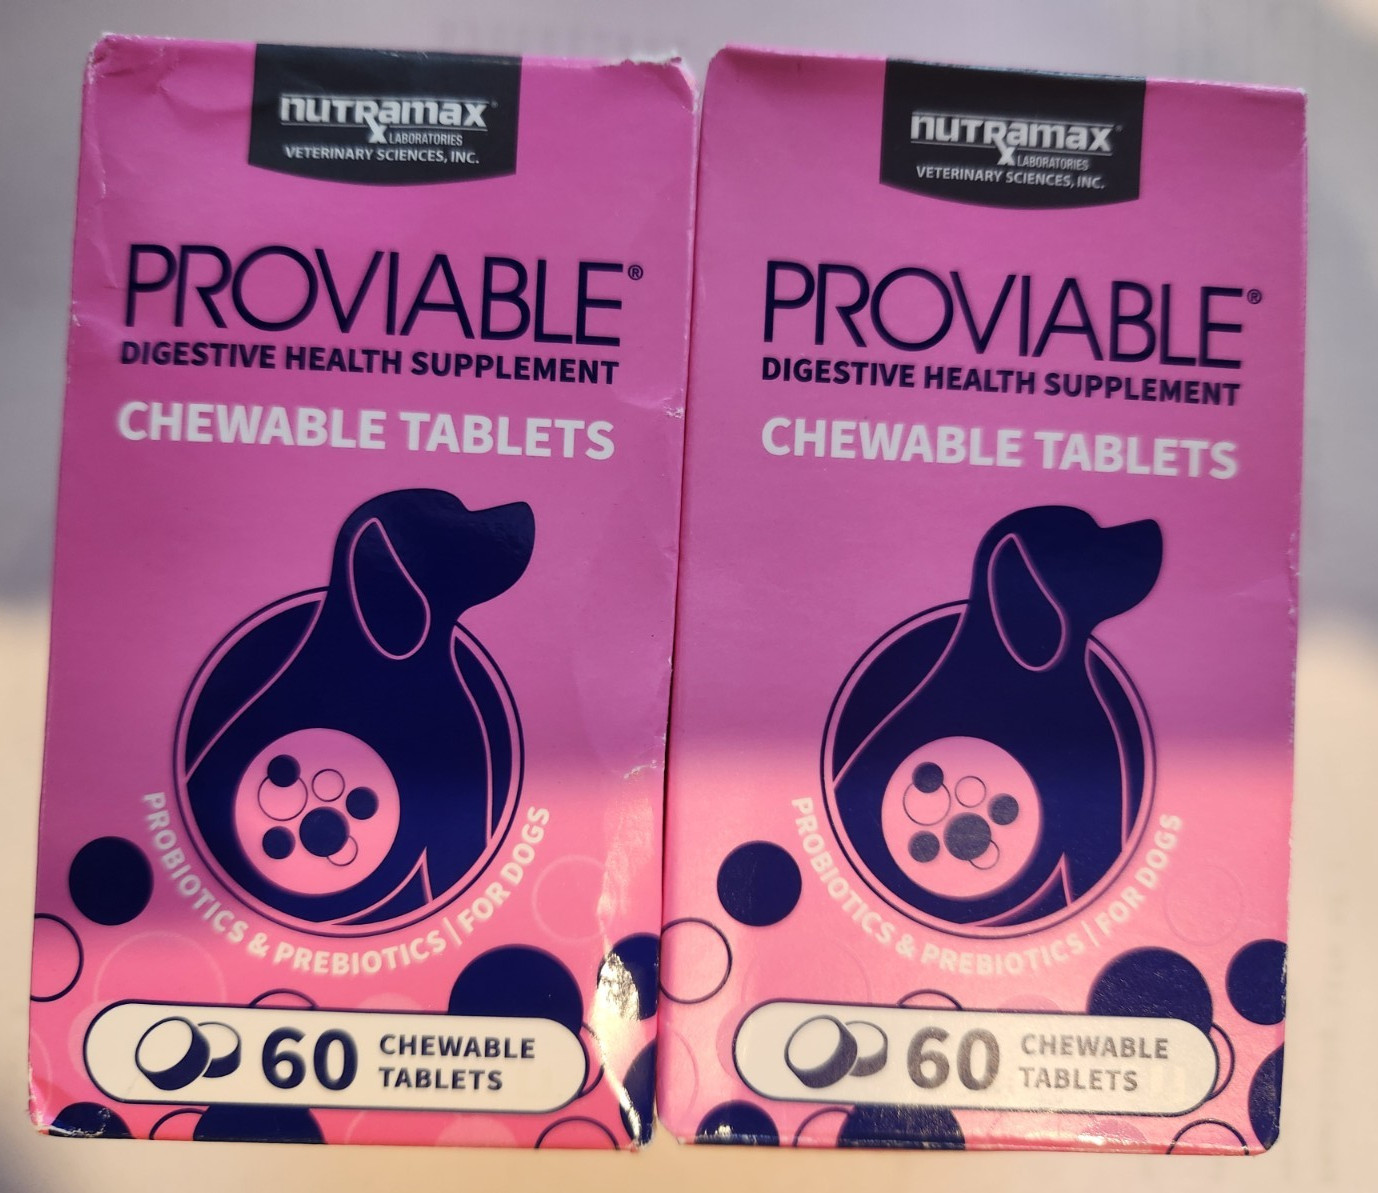 nutramax®
LABORATORIES
VETERINARY SCIENCES, INC.
PROVIABLE®
DIGESTIVE HEALTH SUPPLEMENT
CHEWABLE TABLETS
PROBIOTICS & PREBIOTICS | FOR DOGS
60 CHEWABLE
TABLETS
nutramax®
LABORATORIES
VETERINARY SCIENCES, INC.
PROVIABLE®
DIGESTIVE HEALTH SUPPLEMENT
CHEWABLE TABLETS
PROBIOTICS & PREBIOTICS | FOR DOGS
60 CHEWABLE
TABLETS